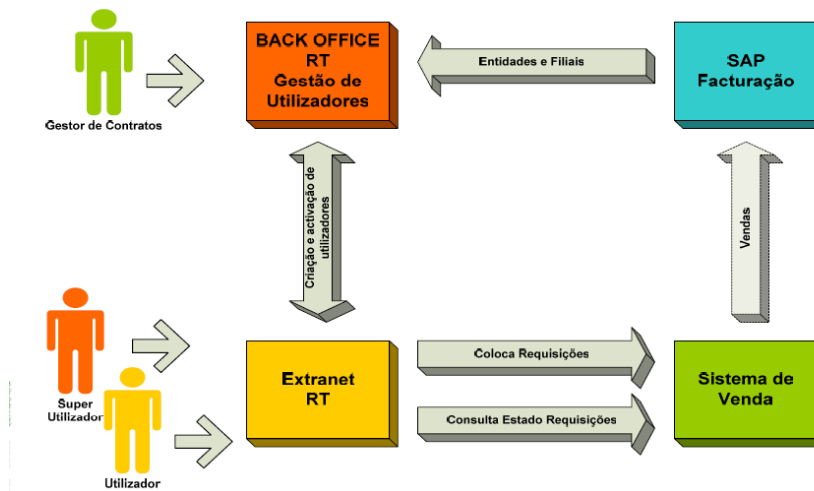 BACK OFFICE
RT
Gestão de
Utilizadores
Entidades e Filiais
SAP
Facturação
Gestor de Contratos
Criação e activação de
utilizadores
Vendas
Super
Utilizador
Utilizador
Extranet
RT
Coloca Requisições
Consulta Estado Requisições
Sistema de
Venda